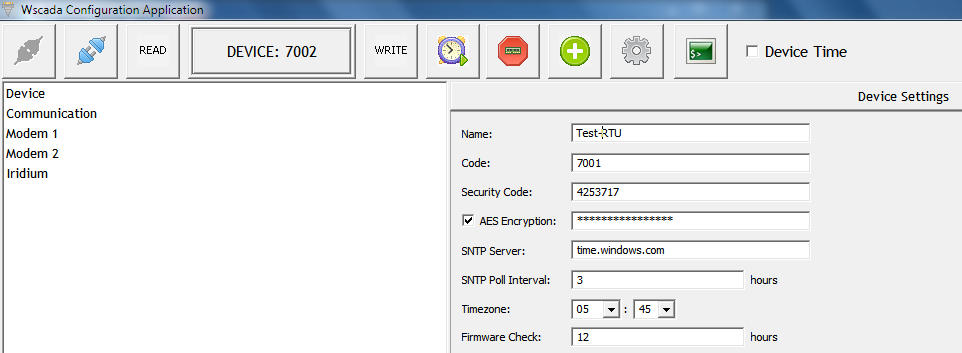 Wscada Configuration Application
READ
DEVICE: 7002
WRITE
$>
Device Time
Device
Communication
Modem 1
Modem 2
Iridium
Device Settings
Name: Test-RTU
Code: 7001
Security Code: 4253717
AES Encryption: ****************
SNTP Server: time.windows.com
SNTP Poll Interval: 3 hours
Timezone: 05 : 45
Firmware Check: 12 hours